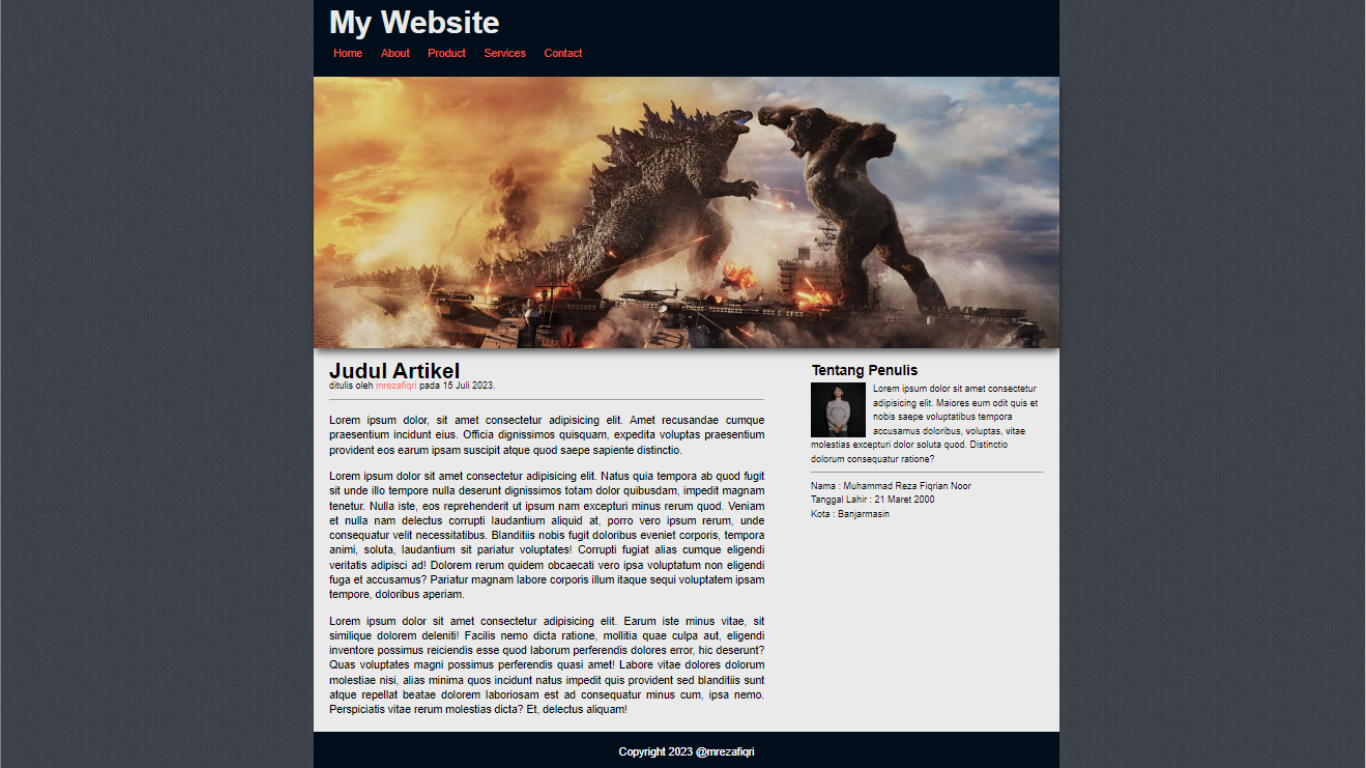 My Website
Home About Product Services Contact
Judul Artikel
ditulis oleh mrezafiqri pada 15 Juli 2023.
Lorem ipsum dolor, sit amet consectetur adipisicing elit. Amet recusandae cumque
praesentium incidunt eius. Officia dignissimos quisquam, expedita voluptas praesentium
provident eos earum ipsam suscipit atque quod saepe sapiente distinctio.
Lorem ipsum dolor sit amet consectetur adipisicing elit. Natus quia tempora ab quod fugit
sit unde illo tempore nulla deserunt dignissimos totam dolor quibusdam, impedit magnam
tenetur. Nulla iste, eos reprehenderit ut ipsum nam excepturi minus rerum quod. Veniam
et nulla nam delectus corrupti laudantium aliquid at, porro vero ipsum rerum, unde
consequatur velit necessitatibus. Blanditiis nobis fugit doloribus eveniet corporis, tempora
animi, soluta, laudantium sit pariatur voluptates! Corrupti fugiat alias cumque eligendi
veritatis adipisci ad! Dolorem rerum quidem obcaecati vero ipsa voluptatum non eligendi
fuga et accusamus? Pariatur magnam labore corporis illum itaque sequi voluptatem ipsam
tempore, doloribus aperiam.
Lorem ipsum dolor sit amet consectetur adipisicing elit. Earum iste minus vitae, sit
similique dolorem deleniti! Facilis nemo dicta ratione, mollitia quae culpa aut, eligendi
inventore possimus reiciendis esse quod laborum perferendis dolores error, hic deserunt?
Quas voluptates magni possimus perferendis quasi amet! Labore vitae dolores dolorum
molestiae nisi, alias minima quos incidunt natus impedit quis provident sed blanditiis sunt
atque repellat beatae dolorem laboriosam est ad consequatur minus cum, ipsa nemo.
Perspiciatis vitae rerum molestias dicta? Et, delectus aliquam!
Tentang Penulis
Lorem ipsum dolor sit amet consectetur
adipisicing elit. Maiores eum odit quis et
nobis saepe voluptatibus tempora
accusamus doloribus, voluptas, vitae
molestias excepturi dolor soluta quod. Distinctio
dolorum consequatur ratione?
Nama : Muhammad Reza Fiqrian Noor
Tanggal Lahir : 21 Maret 2000
Kota : Banjarmasin
Copyright 2023 @mrezafiqri